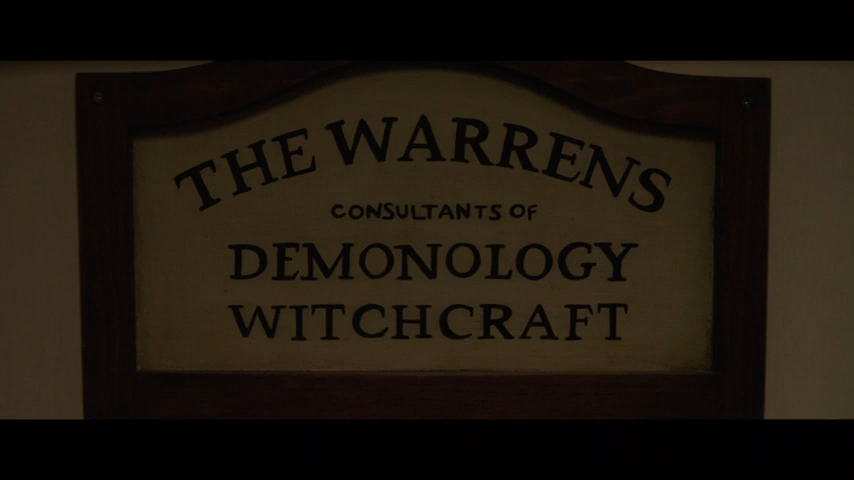 THE WARRENS
CONSULTANTS OF
DEMONOLOGY
WITCHCRAFT